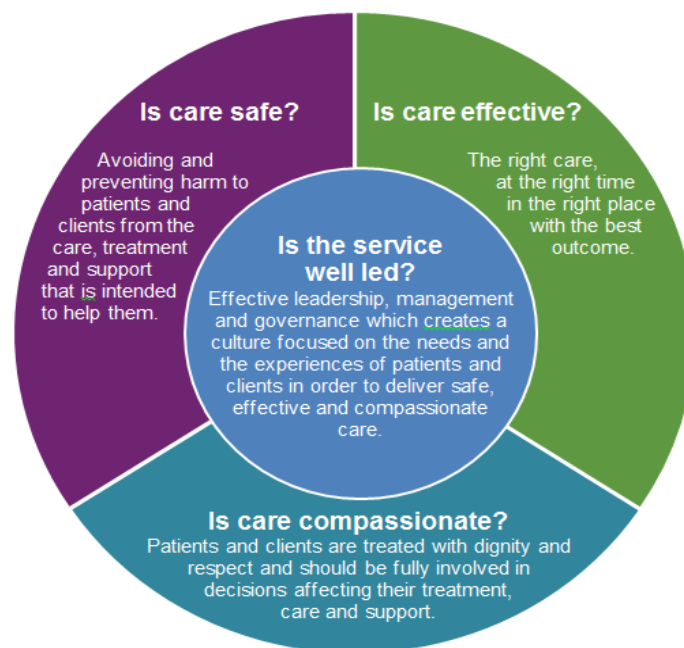 Is care safe?
Avoiding and
preventing harm to
patients and
clients from the
care, treatment
and support
that is intended
to help them.
Is care effective?
The right care,
at the right time
in the right place
with the best
outcome.
Is the service
well led?
Effective leadership, management
and governance which creates a
culture focused on the needs and
the experiences of patients and
clients in order to deliver safe,
effective and compassionate
care.
Is care compassionate?
Patients and clients are treated with dignity and
respect and should be fully involved in
decisions affecting their treatment,
care and support.